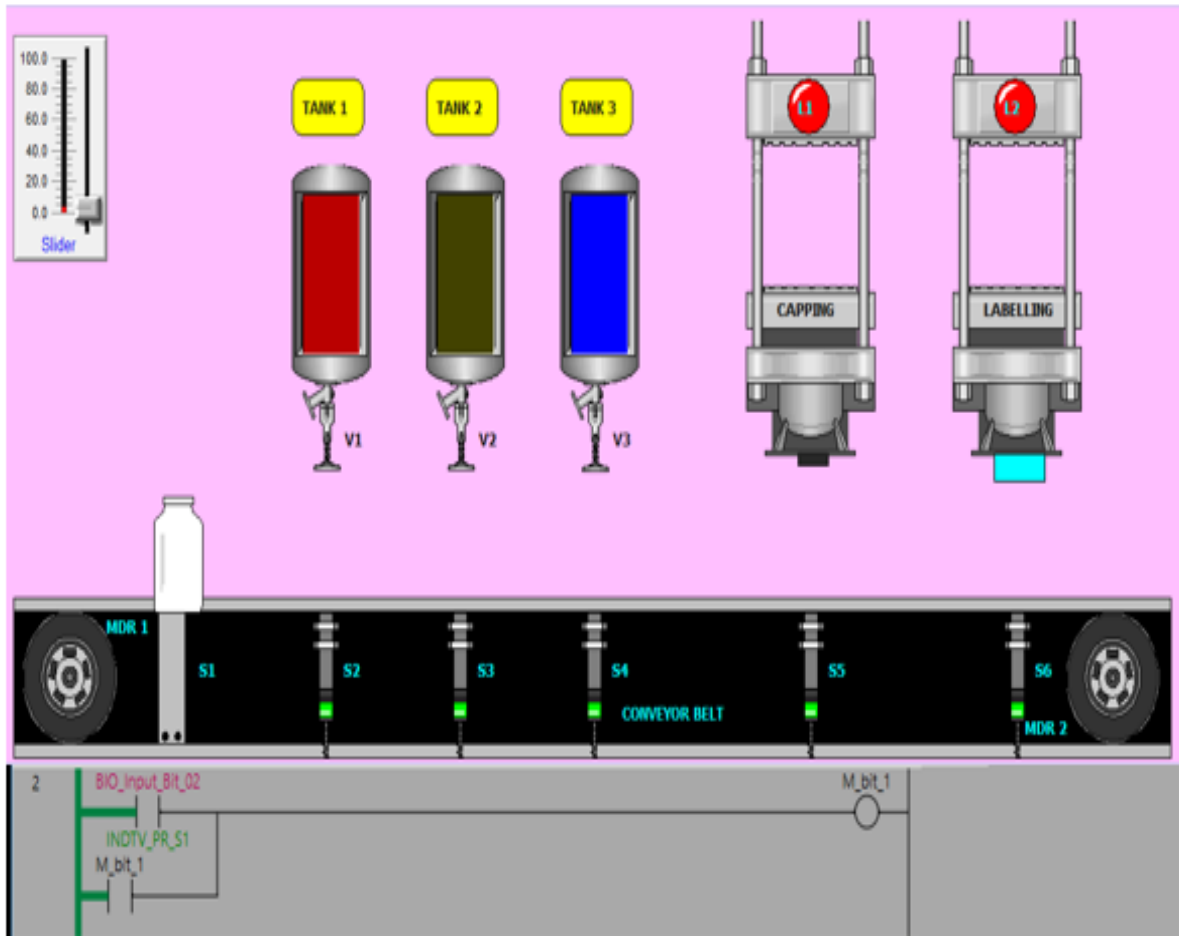 100.0
80.0
60.0
40.0
20.0
0.0
Slider
TANK 1
TANK 2
TANK 3
L1
L2
CAPPING
LABELLING
V1
V2
V3
MDR 1
S1
S2
S3
S4
S5
S6
CONVEYOR BELT
MDR 2
2
BIO_Input_Bit_02
M_bit_1
INDTV_PR_S1
M_bit_1